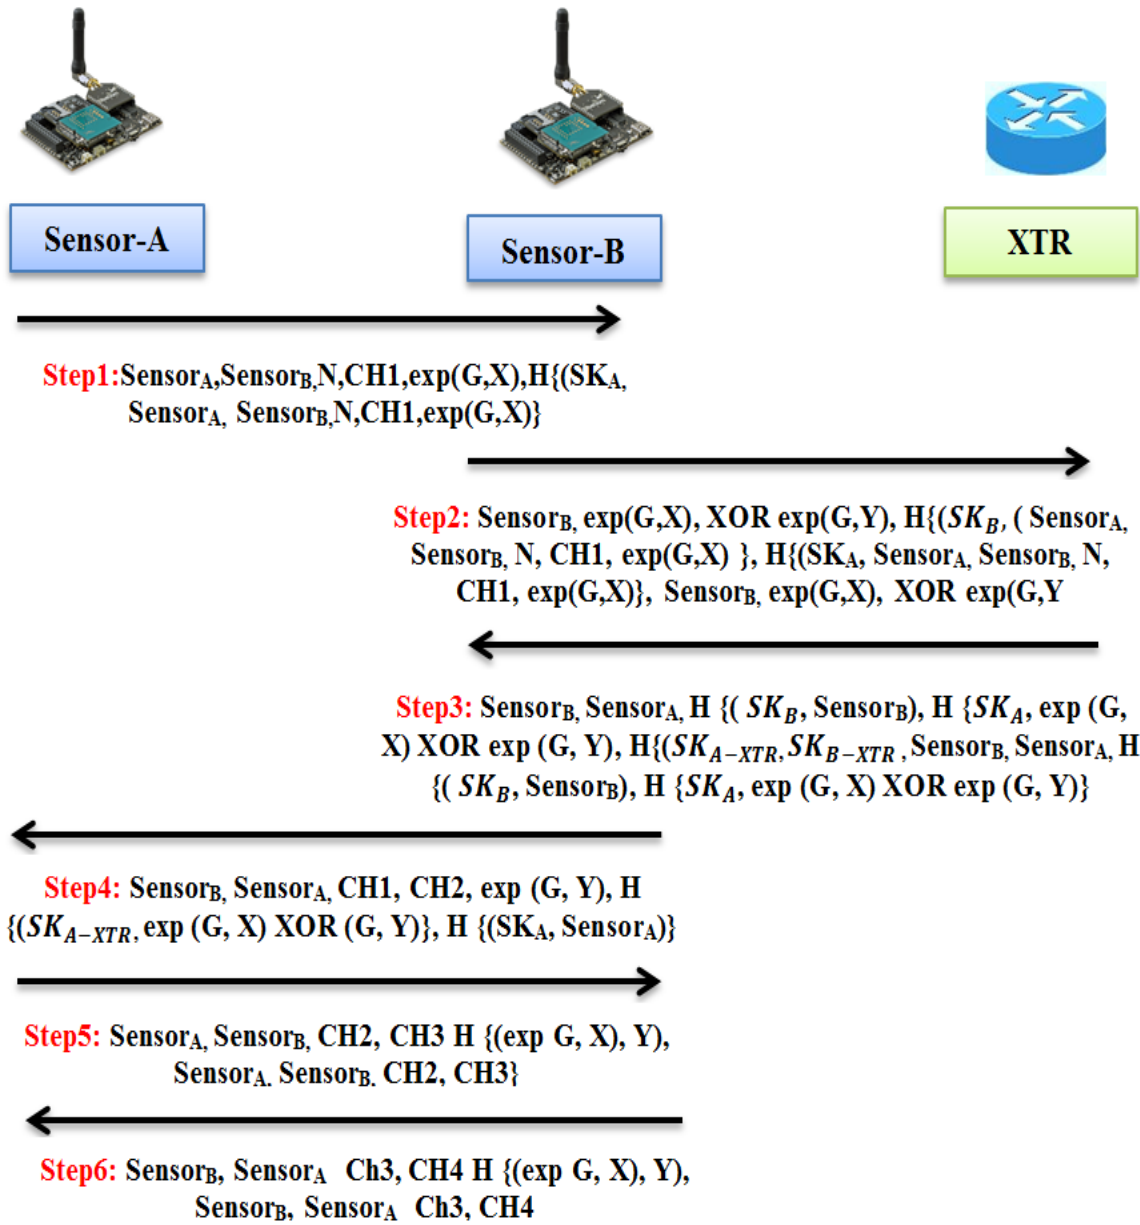 Sensor-A
Sensor-B
XTR
Step1:SensorA,SensorB,N,CH1,exp(G,X),H{(SKA,
SensorA, SensorB,N,CH1,exp(G,X)}
Step2: SensorB, exp(G,X), XOR exp(G,Y), H{(SKB, ( SensorA,
SensorB, N, CH1, exp(G,X) }, H{(SKA, SensorA, SensorB, N,
CH1, exp(G,X)}, SensorB, exp(G,X), XOR exp(G,Y
Step3: SensorB, SensorA, H {( SKB, SensorB), H {SKA, exp (G,
X) XOR exp (G, Y), H{(SKA−XTR, SKB−XTR , SensorB, SensorA, H
{( SKB, SensorB), H {SKA, exp (G, X) XOR exp (G, Y)}
Step4: SensorB, SensorA, CH1, CH2, exp (G, Y), H
{(SKA−XTR, exp (G, X) XOR (G, Y)}, H {(SKA, SensorA)}
Step5: SensorA, SensorB, CH2, CH3 H {(exp G, X), Y),
SensorA, SensorB, CH2, CH3}
Step6: SensorB, SensorA Ch3, CH4 H {(exp G, X), Y),
SensorB, SensorA Ch3, CH4